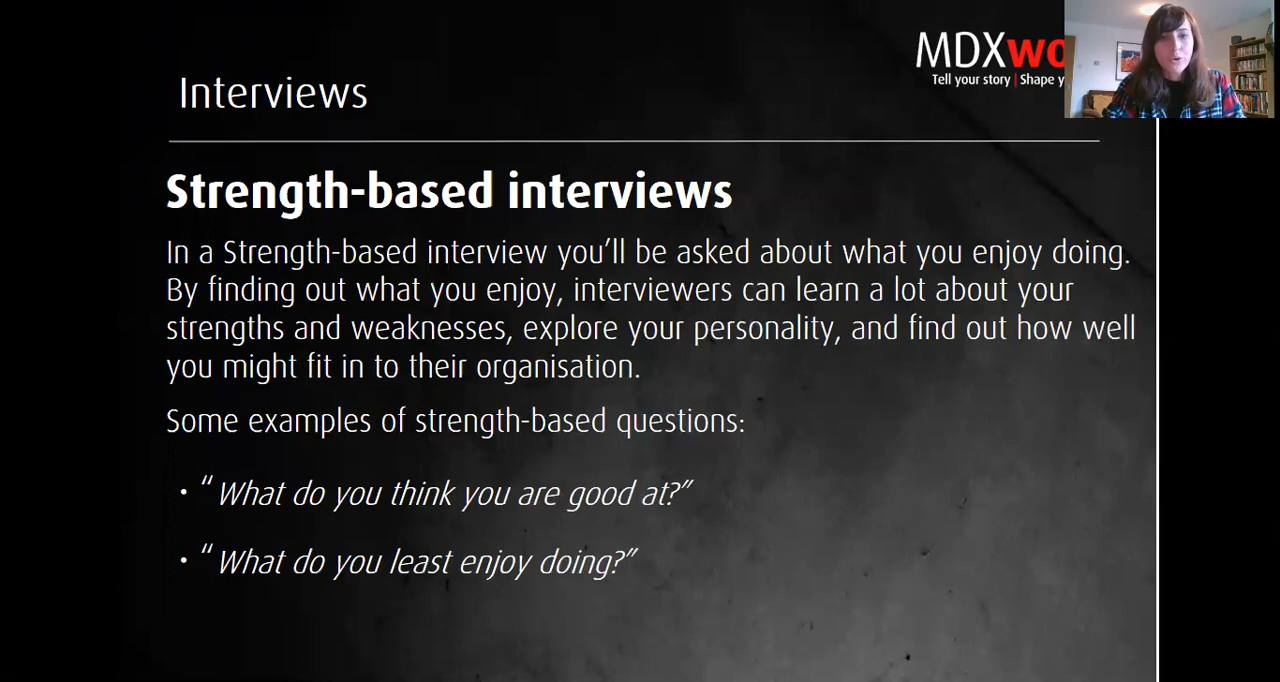 MDXwo
Tell your story | Shape y
Interviews
Strength-based interviews
In a Strength-based interview you’ll be asked about what you enjoy doing.
By finding out what you enjoy, interviewers can learn a lot about your
strengths and weaknesses, explore your personality, and find out how well
you might fit in to their organisation.
Some examples of strength-based questions:
• “What do you think you are good at?”
• “What do you least enjoy doing?”